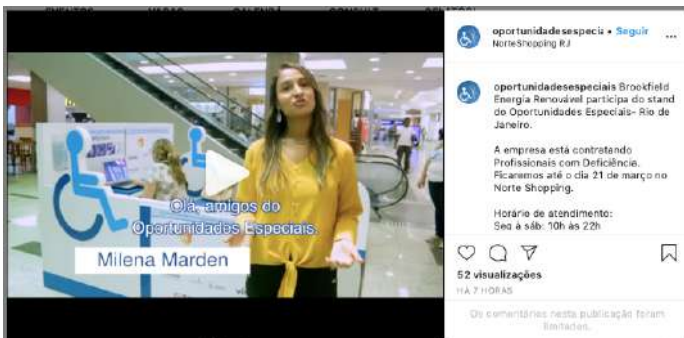 Olá, amigos do
Oportunidades Especiais.
Milena Marden
oportunidadesespecia • Seguir
NorteShopping RJ
oportunidadesespeciais Brookfield
Energia Renovável participa do stand
do Oportunidades Especiais- Rio de
Janeiro.
A empresa está contratando
Profissionais com Deficiência.
Ficaremos até o dia 21 de março no
Norte Shopping.
Horário de atendimento:
Seg à sáb: 10h às 22h
52 visualizações
HÁ 7 HORAS
Os comentários nesta publicação foram
limitados.